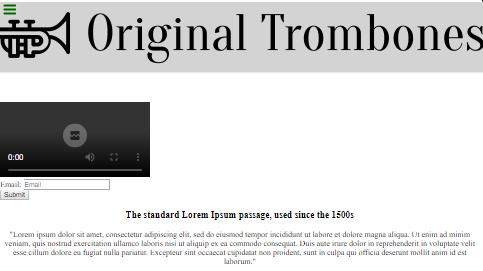 Original Trombones
0:00
Email: Email
Submit
The standard Lorem Ipsum passage, used since the 1500s
"Lorem ipsum dolor sit amet, consectetur adipiscing elit, sed do eiusmod tempor incididunt ut labore et dolore magna aliqua. Ut enim ad minim
veniam, quis nostrud exercitation ullamco laboris nisi ut aliquip ex ea commodo consequat. Duis aute irure dolor in reprehenderit in voluptate velit
esse cillum dolore eu fugiat nulla pariatur. Excepteur sint occaecat cupidatat non proident, sunt in culpa qui officia deserunt mollit anim id est
laborum."